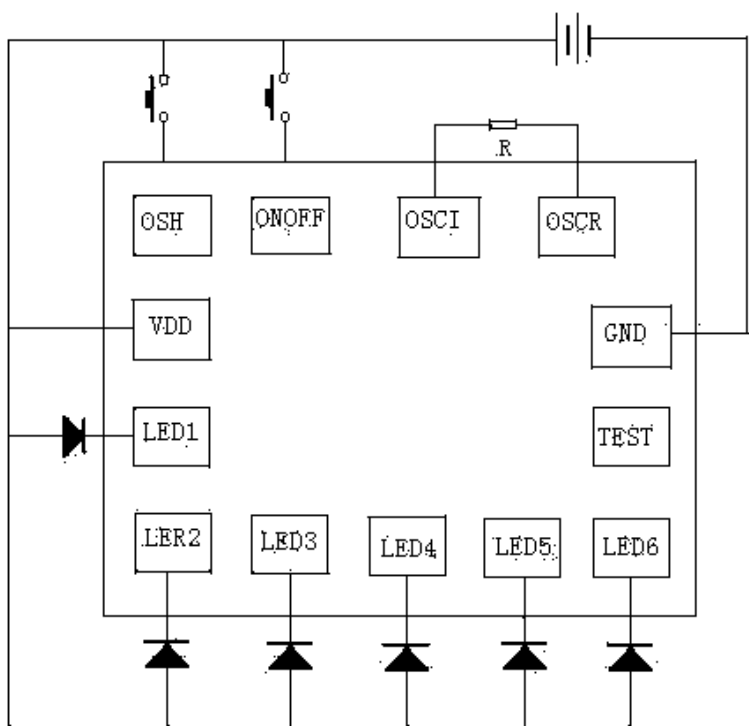 .R
OSH
ONOFF
OSCI
OSCR
VDD
GND
LED1
TEST
LER2
LED3
LED4
LED5
LED6